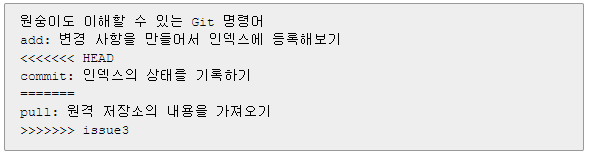 원숭이도 이해할 수 있는 Git 명령어
add: 변경 사항을 만들어서 인덱스에 등록해보기
<<<<<<< HEAD
commit: 인덱스의 상태를 기록하기
=======
pull: 원격 저장소의 내용을 가져오기
>>>>>>> issue3